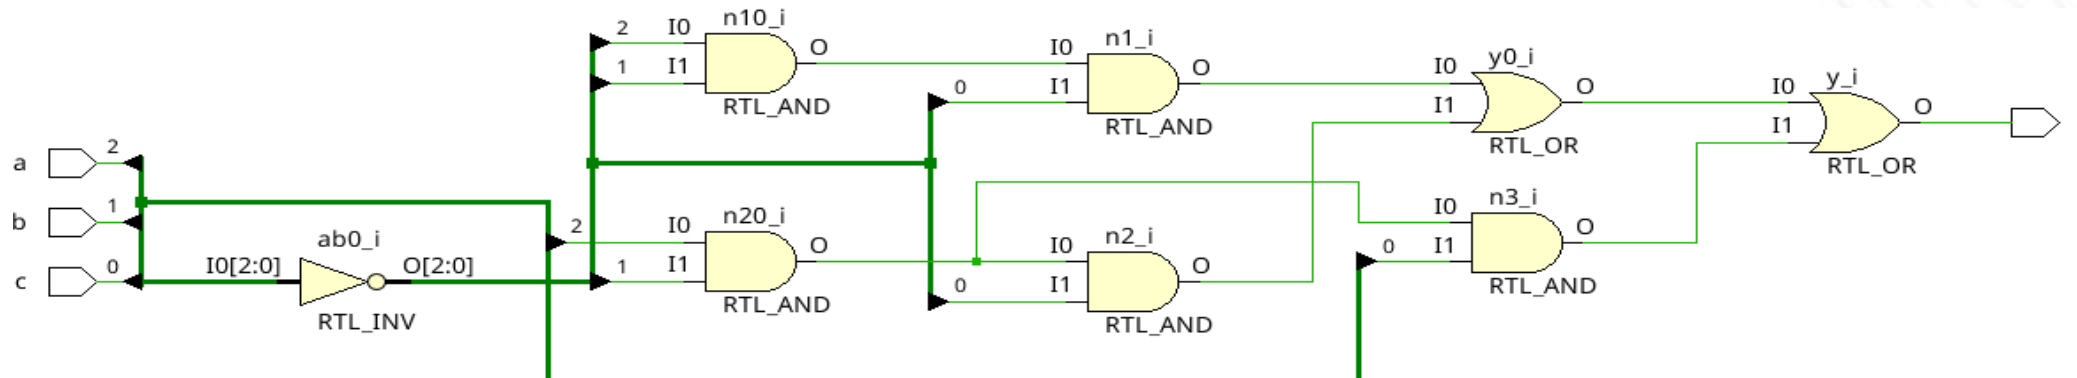 n10_i
2 I0
O
1 I1
RTL_AND
n1_i
I0
O
0 I1
RTL_AND
y0_i
I0
O
I1
RTL_OR
y_i
I0
O
I1
RTL_OR
a 2
b 1
c 0
ab0_i
I0[2:0] O[2:0]
RTL_INV
n20_i
2 I0
O
1 I1
RTL_AND
n2_i
I0
O
0 I1
RTL_AND
n3_i
I0
O
0 I1
RTL_AND